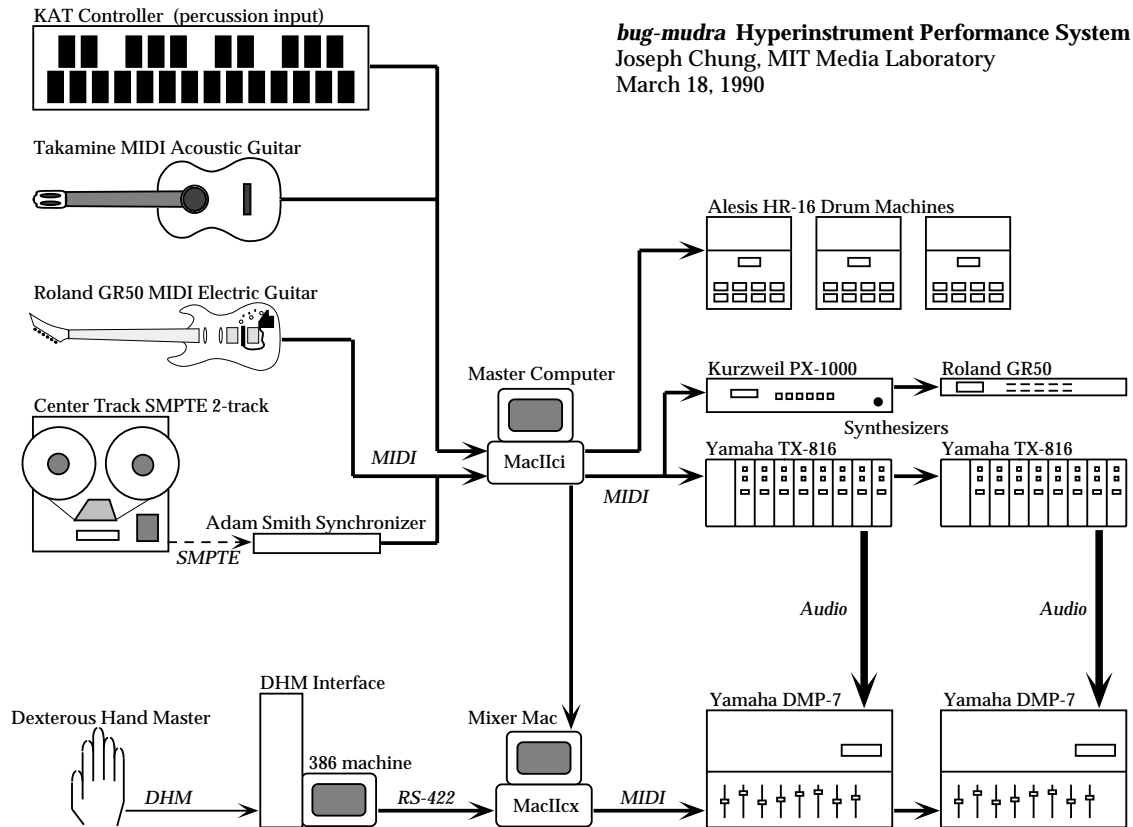 KAT Controller (percussion input)
bug-mudra Hyperinstrument Performance System
Joseph Chung, MIT Media Laboratory
March 18, 1990
Takamine MIDI Acoustic Guitar
Alesis HR-16 Drum Machines
Roland GR50 MIDI Electric Guitar
Master Computer
Kurzweil PX-1000
Roland GR50
Center Track SMPTE 2-track
Synthesizers
MIDI
MacIIci
Yamaha TX-816
Yamaha TX-816
MIDI
Adam Smith Synchronizer
SMPTE
Audio
Audio
DHM Interface
Dexterous Hand Master
Mixer Mac
Yamaha DMP-7
Yamaha DMP-7
386 machine
DHM
RS-422
MacIIcx
MIDI